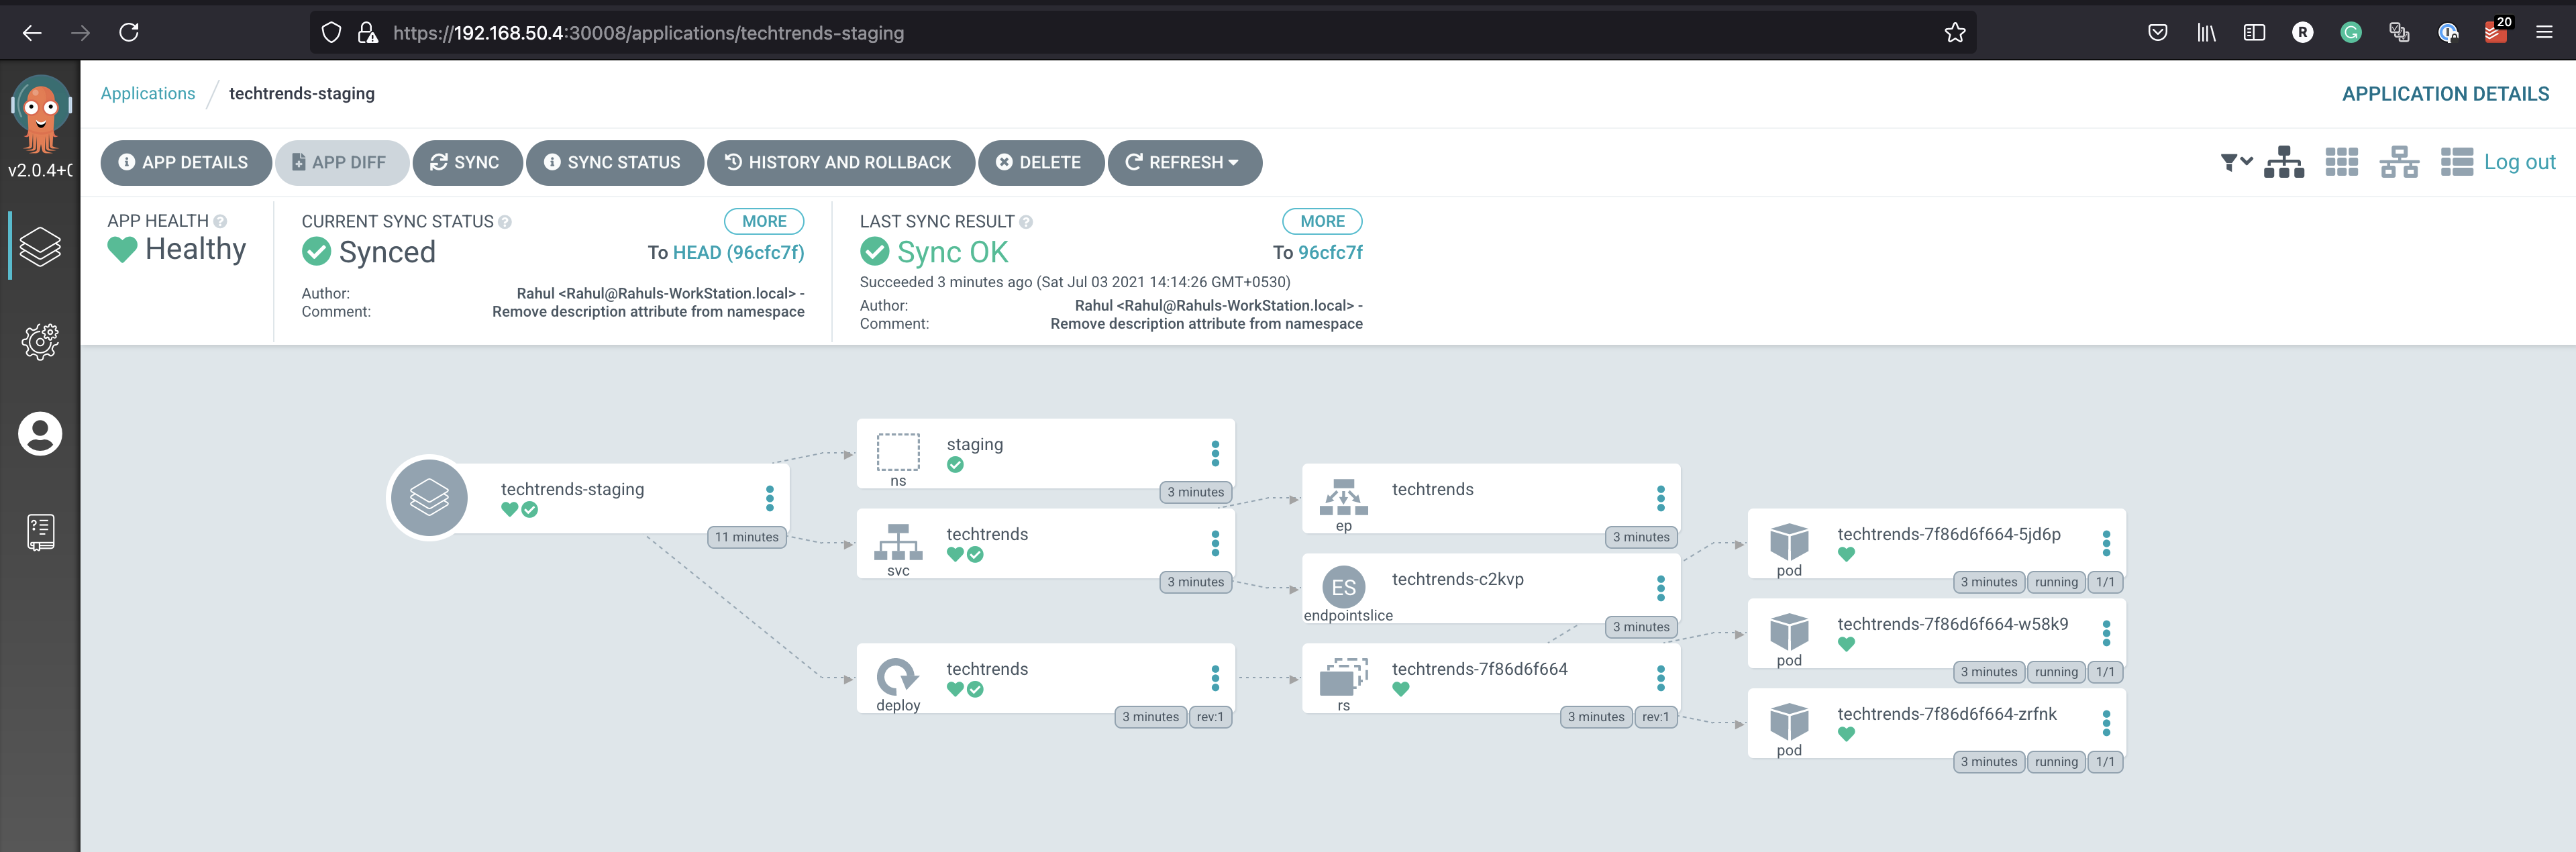 20
https://192.168.50.4:30008/applications/techtrends-staging
Applications / techtrends-staging
APPLICATION DETAILS
v2.0.4+0
APP DETAILS
APP DIFF
SYNC
SYNC STATUS
HISTORY AND ROLLBACK
DELETE
REFRESH
Log out
APP HEALTH
Healthy
CURRENT SYNC STATUS
MORE
Synced
To HEAD (96cfc7f)
Author: Rahul <Rahul@Rahuls-WorkStation.local> -
Comment: Remove description attribute from namespace
LAST SYNC RESULT
MORE
Sync OK
To 96cfc7f
Succeeded 3 minutes ago (Sat Jul 03 2021 14:14:26 GMT+0530)
Author: Rahul <Rahul@Rahuls-WorkStation.local> -
Comment: Remove description attribute from namespace
techtrends-staging
11 minutes
staging
ns
3 minutes
techtrends
svc
3 minutes
techtrends
deploy
3 minutes rev:1
techtrends
ep
3 minutes
ES
techtrends-c2kvp
endpointslice
3 minutes
techtrends-7f86d6f664
rs
3 minutes rev:1
techtrends-7f86d6f664-5jd6p
pod
3 minutes running 1/1
techtrends-7f86d6f664-w58k9
pod
3 minutes running 1/1
techtrends-7f86d6f664-zrfnk
pod
3 minutes running 1/1